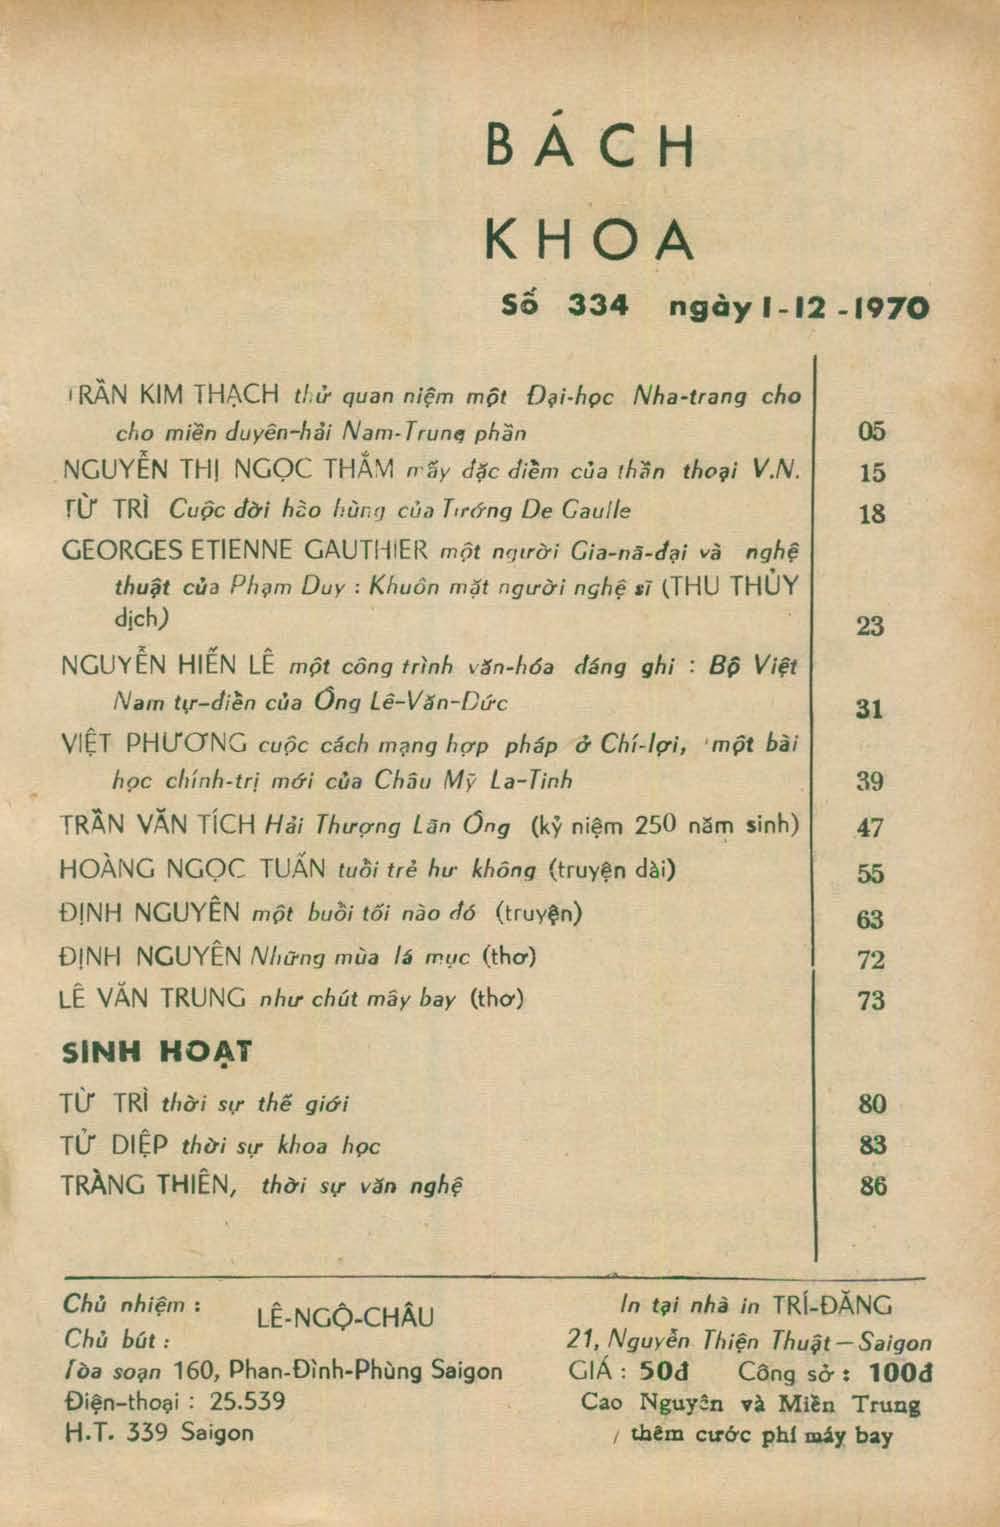 BÁCH
KHOA
Số 334 ngày 1-12-1970
TRẦN KIM THẠCH thử quan niệm một Đại-học Nha-trang cho
cho miền duyên-hải Nam-Trung phần 05
NGUYỄN THỊ NGỌC THẮM mấy đặc điểm của thần thoại V.N. 15
TỪ TRÌ Cuộc đời hào hùng của Tướng De Gaulle 18
GEORGES ETIENNE GAUTHIER một người Gia-nã-đại và nghệ
thuật của Phạm Duy : Khuôn mặt người nghệ sĩ (THU THỦY
dịch) 23
NGUYỄN HIẾN LÊ một công trình văn-hóa đáng ghi : Bộ Việt
Nam tự-điển của Ông Lê-Văn-Đức 31
VIỆT PHƯƠNG cuộc cách mạng hợp pháp ở Chí-lợi, một bài
học chính-trị mới của Châu Mỹ La-Tinh 39
TRẦN VĂN TÍCH Hải Thượng Lãn Ông (kỷ niệm 250 năm sinh) 47
HOÀNG NGỌC TUẤN tuổi trẻ hư không (truyện dài) 55
ĐỊNH NGUYÊN một buổi tối nào đó (truyện) 63
ĐỊNH NGUYÊN Những mùa lá mục (thơ) 72
LÊ VĂN TRUNG như chút mây bay (thơ) 73
SINH HOẠT
TỪ TRÌ thời sự thế giới 80
TỬ DIỆP thời sự khoa học 83
TRÀNG THIÊN, thời sự văn nghệ 86
Chủ nhiệm :
LÊ-NGỘ-CHÂU
Chủ bút :
Tòa soạn 160, Phan-Đình-Phùng Saigon
Điện-thoại : 25.539
H.T. 339 Saigon
In tại nhà in TRÍ-ĐĂNG
21, Nguyễn Thiện Thuật — Saigon
GIÁ : 50đ Công sở : 100đ
Cao Nguyên và Miền Trung
thêm cước phí máy bay